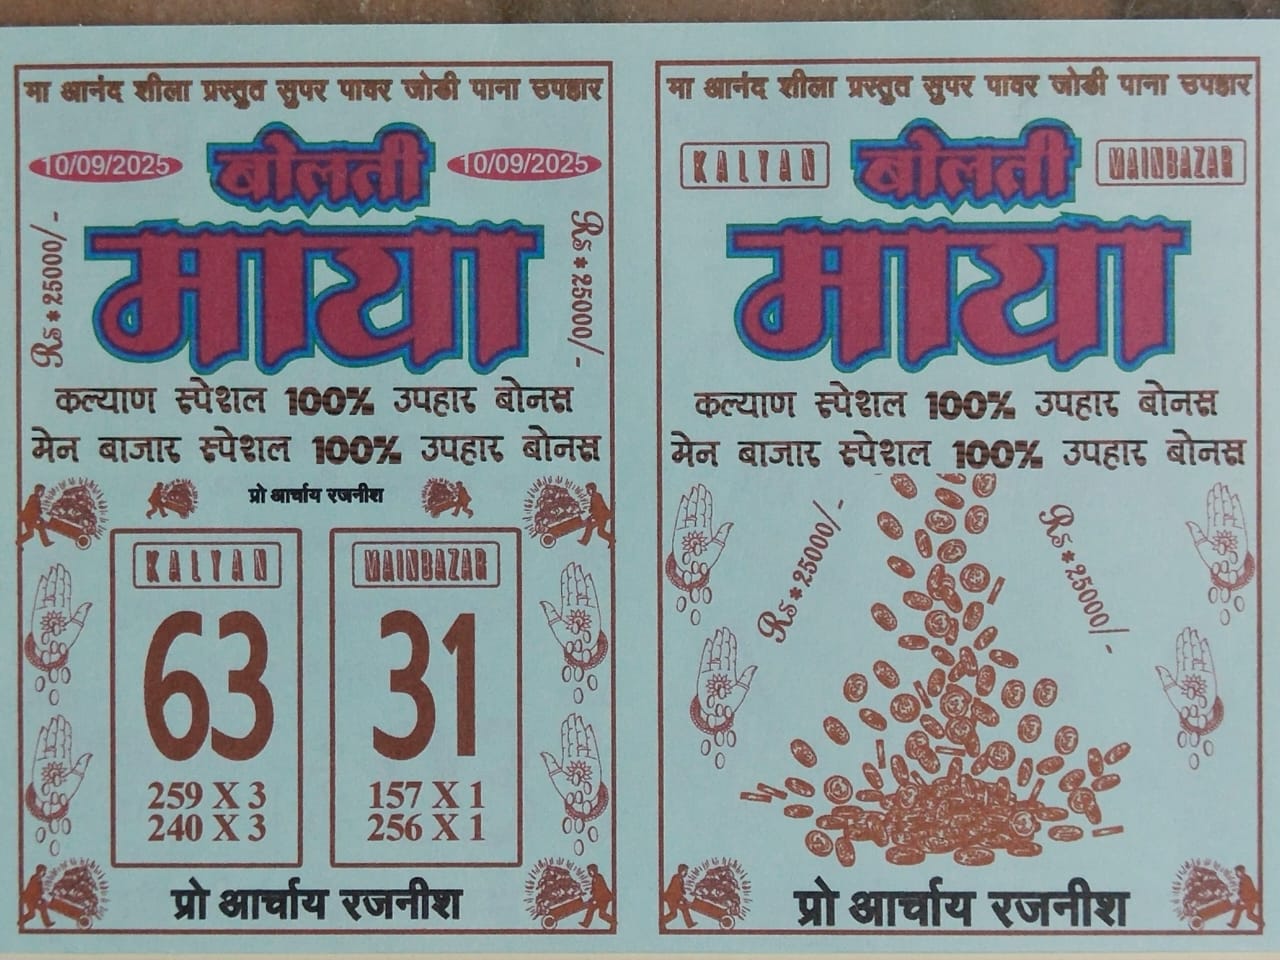 मा आनंद शीला प्रस्तुत सुपर पावर जोडी पाना उपहार
10/09/2025
बोलती
10/09/2025
माया
Rs * 25000/-
Rs * 25000/-
कल्याण स्पेशल 100% उपहार बोनस
मेन बाजार स्पेशल 100% उपहार बोनस
प्रो आर्चाय रजनीश
KALYAN
63
259 X 3
240 X 3
MAINBAZAR
31
157 X 1
256 X 1
प्रो आर्चाय रजनीश
मा आनंद शीला प्रस्तुत सुपर पावर जोडी पाना उपहार
KALYAN
बोलती
MAINBAZAR
माया
कल्याण स्पेशल 100% उपहार बोनस
मेन बाजार स्पेशल 100% उपहार बोनस
Rs * 25000/-
Rs * 25000/-
प्रो आर्चाय रजनीश